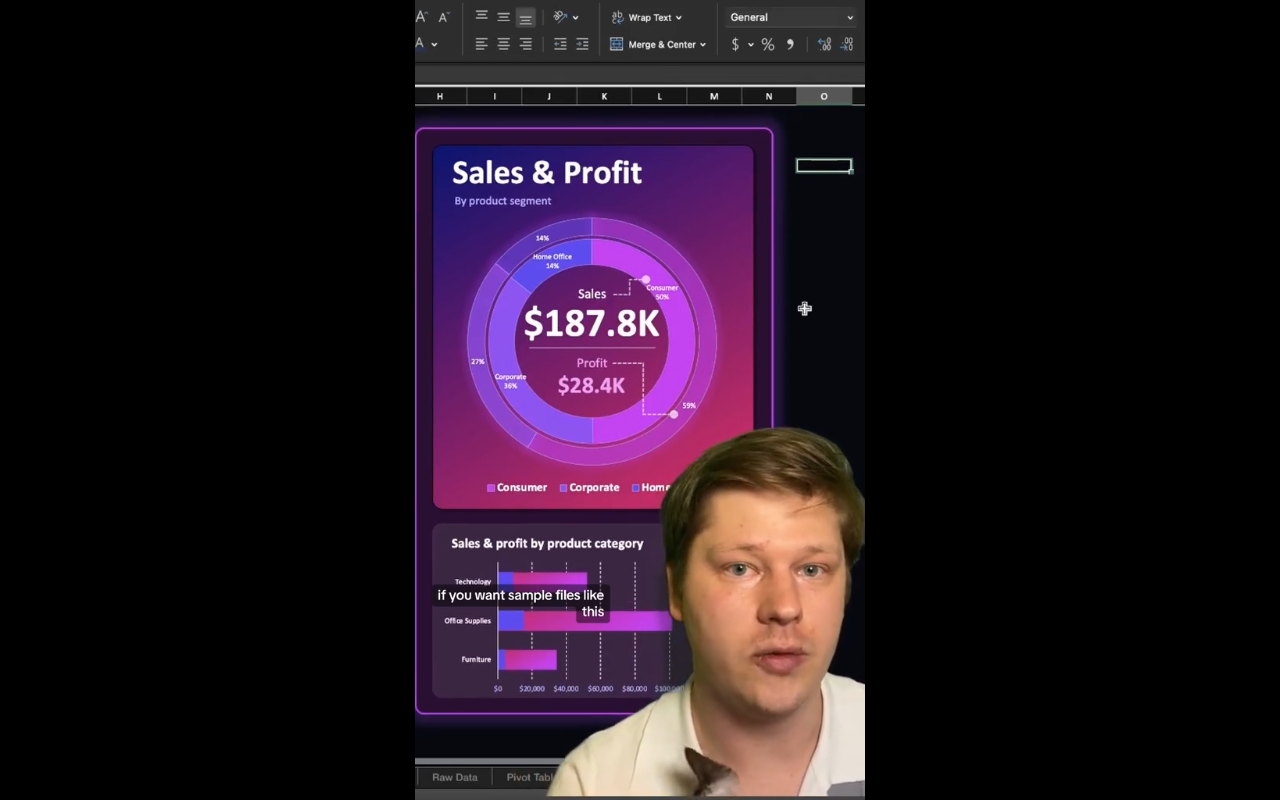 Wrap Text
General
Merge & Center
$ % 9
H I J K L M N O
Sales & Profit
By product segment
14%
Home Office
14%
Consumer
50%
Sales
$187.8K
27%
Profit
$28.4K
Corporate
36%
59%
Consumer Corporate Home
Sales & profit by product category
Technology
if you want sample files like
this
Office Supplies
Furniture
$0 $20,000 $40,000 $60,000 $80,000
Raw Data Pivot Tabl